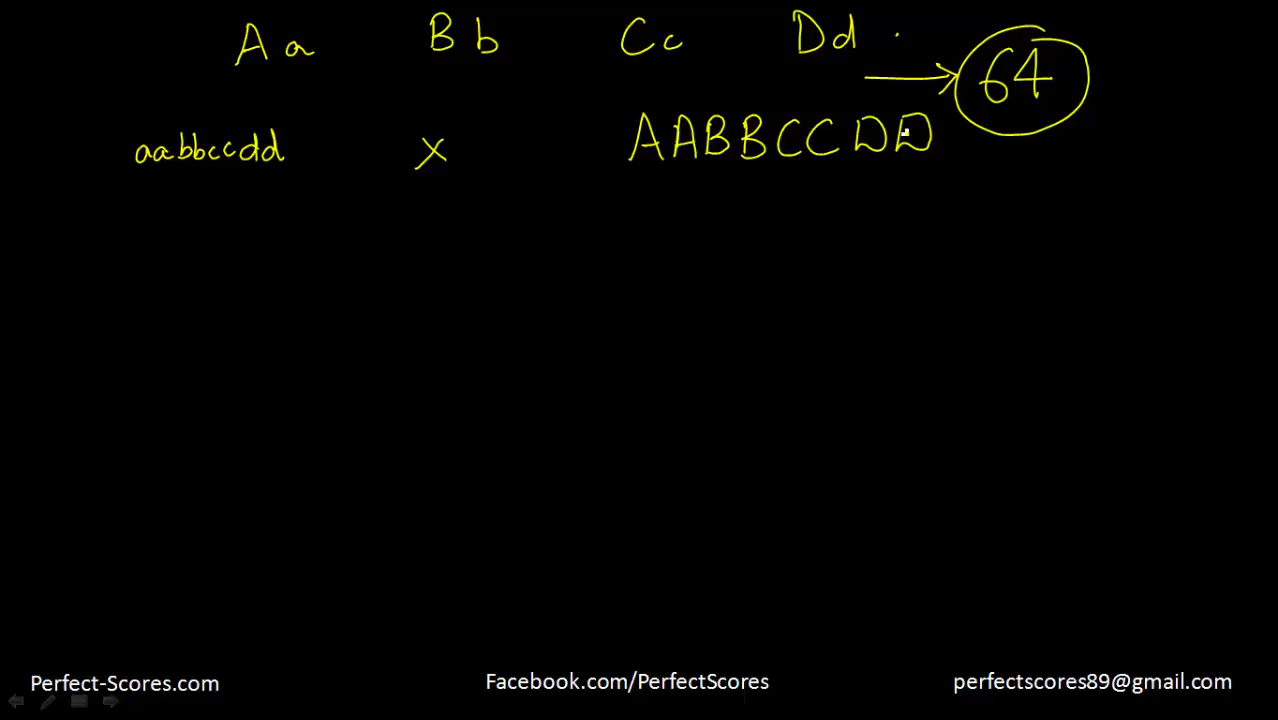 Aa Bb Cc Dd .
→ 64
aabbccdd x AABBCCDD
Perfect-Scores.com Facebook.com/PerfectScores perfectscores89@gmail.com